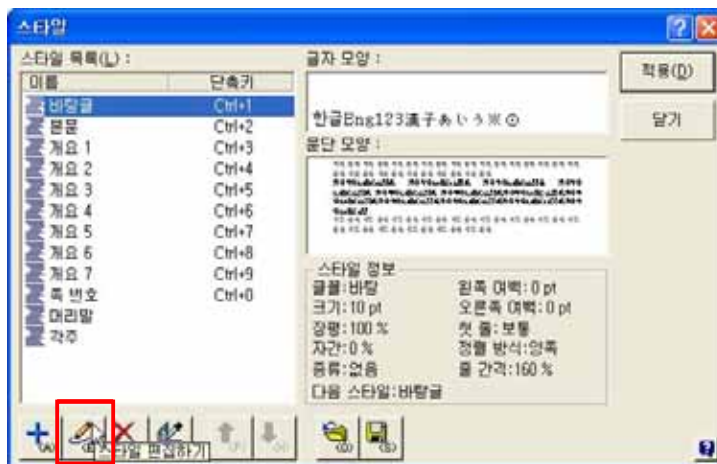 스타일
스타일 목록(L) :
이름 단축키
바탕글 Ctrl+1
본문 Ctrl+2
개요 1 Ctrl+3
개요 2 Ctrl+4
개요 3 Ctrl+5
개요 4 Ctrl+6
개요 5 Ctrl+7
개요 6 Ctrl+8
개요 7 Ctrl+9
쪽 번호 Ctrl+0
머리말
각주
글자 모양 :
한글Eng123漢子あいう※⊙
문단 모양 :
스타일 정보
글꼴:바탕 왼쪽 여백:0 pt
크기:10 pt 오른쪽 여백:0 pt
장평:100 % 첫 줄:보통
자간:0 % 정렬 방식:양쪽
종류:없음 줄 간격:160 %
다음 스타일:바탕글
적용(D)
닫기
스타일 편집하기